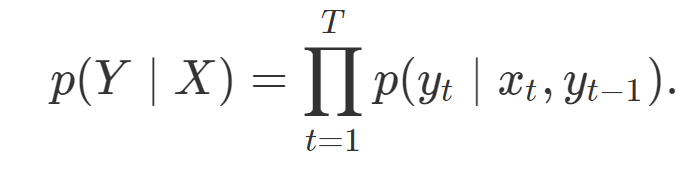 p(Y | X) = ∏_{t=1}^{T} p(y_t | x_t, y_{t−1}).